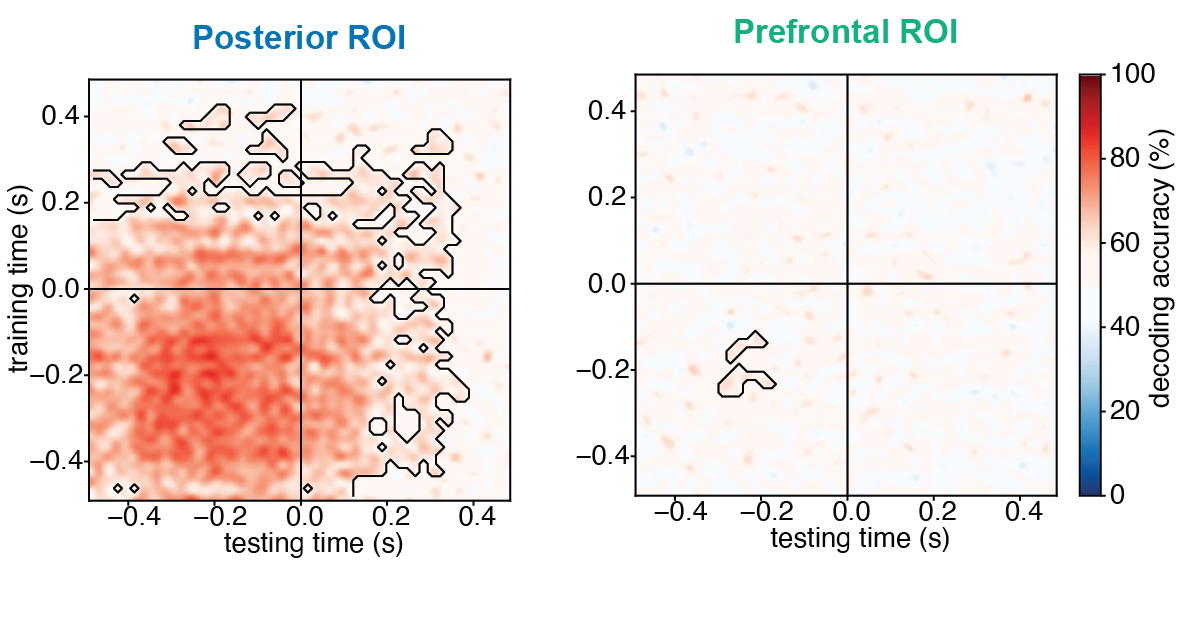 Posterior ROI
Prefrontal ROI
training time (s)
0.4
0.2
0.0
−0.2
−0.4
−0.4 −0.2 0.0 0.2 0.4
testing time (s)
0.4
0.2
0.0
−0.2
−0.4
−0.4 −0.2 0.0 0.2 0.4
testing time (s)
100
80
60
40
20
0
decoding accuracy (%)